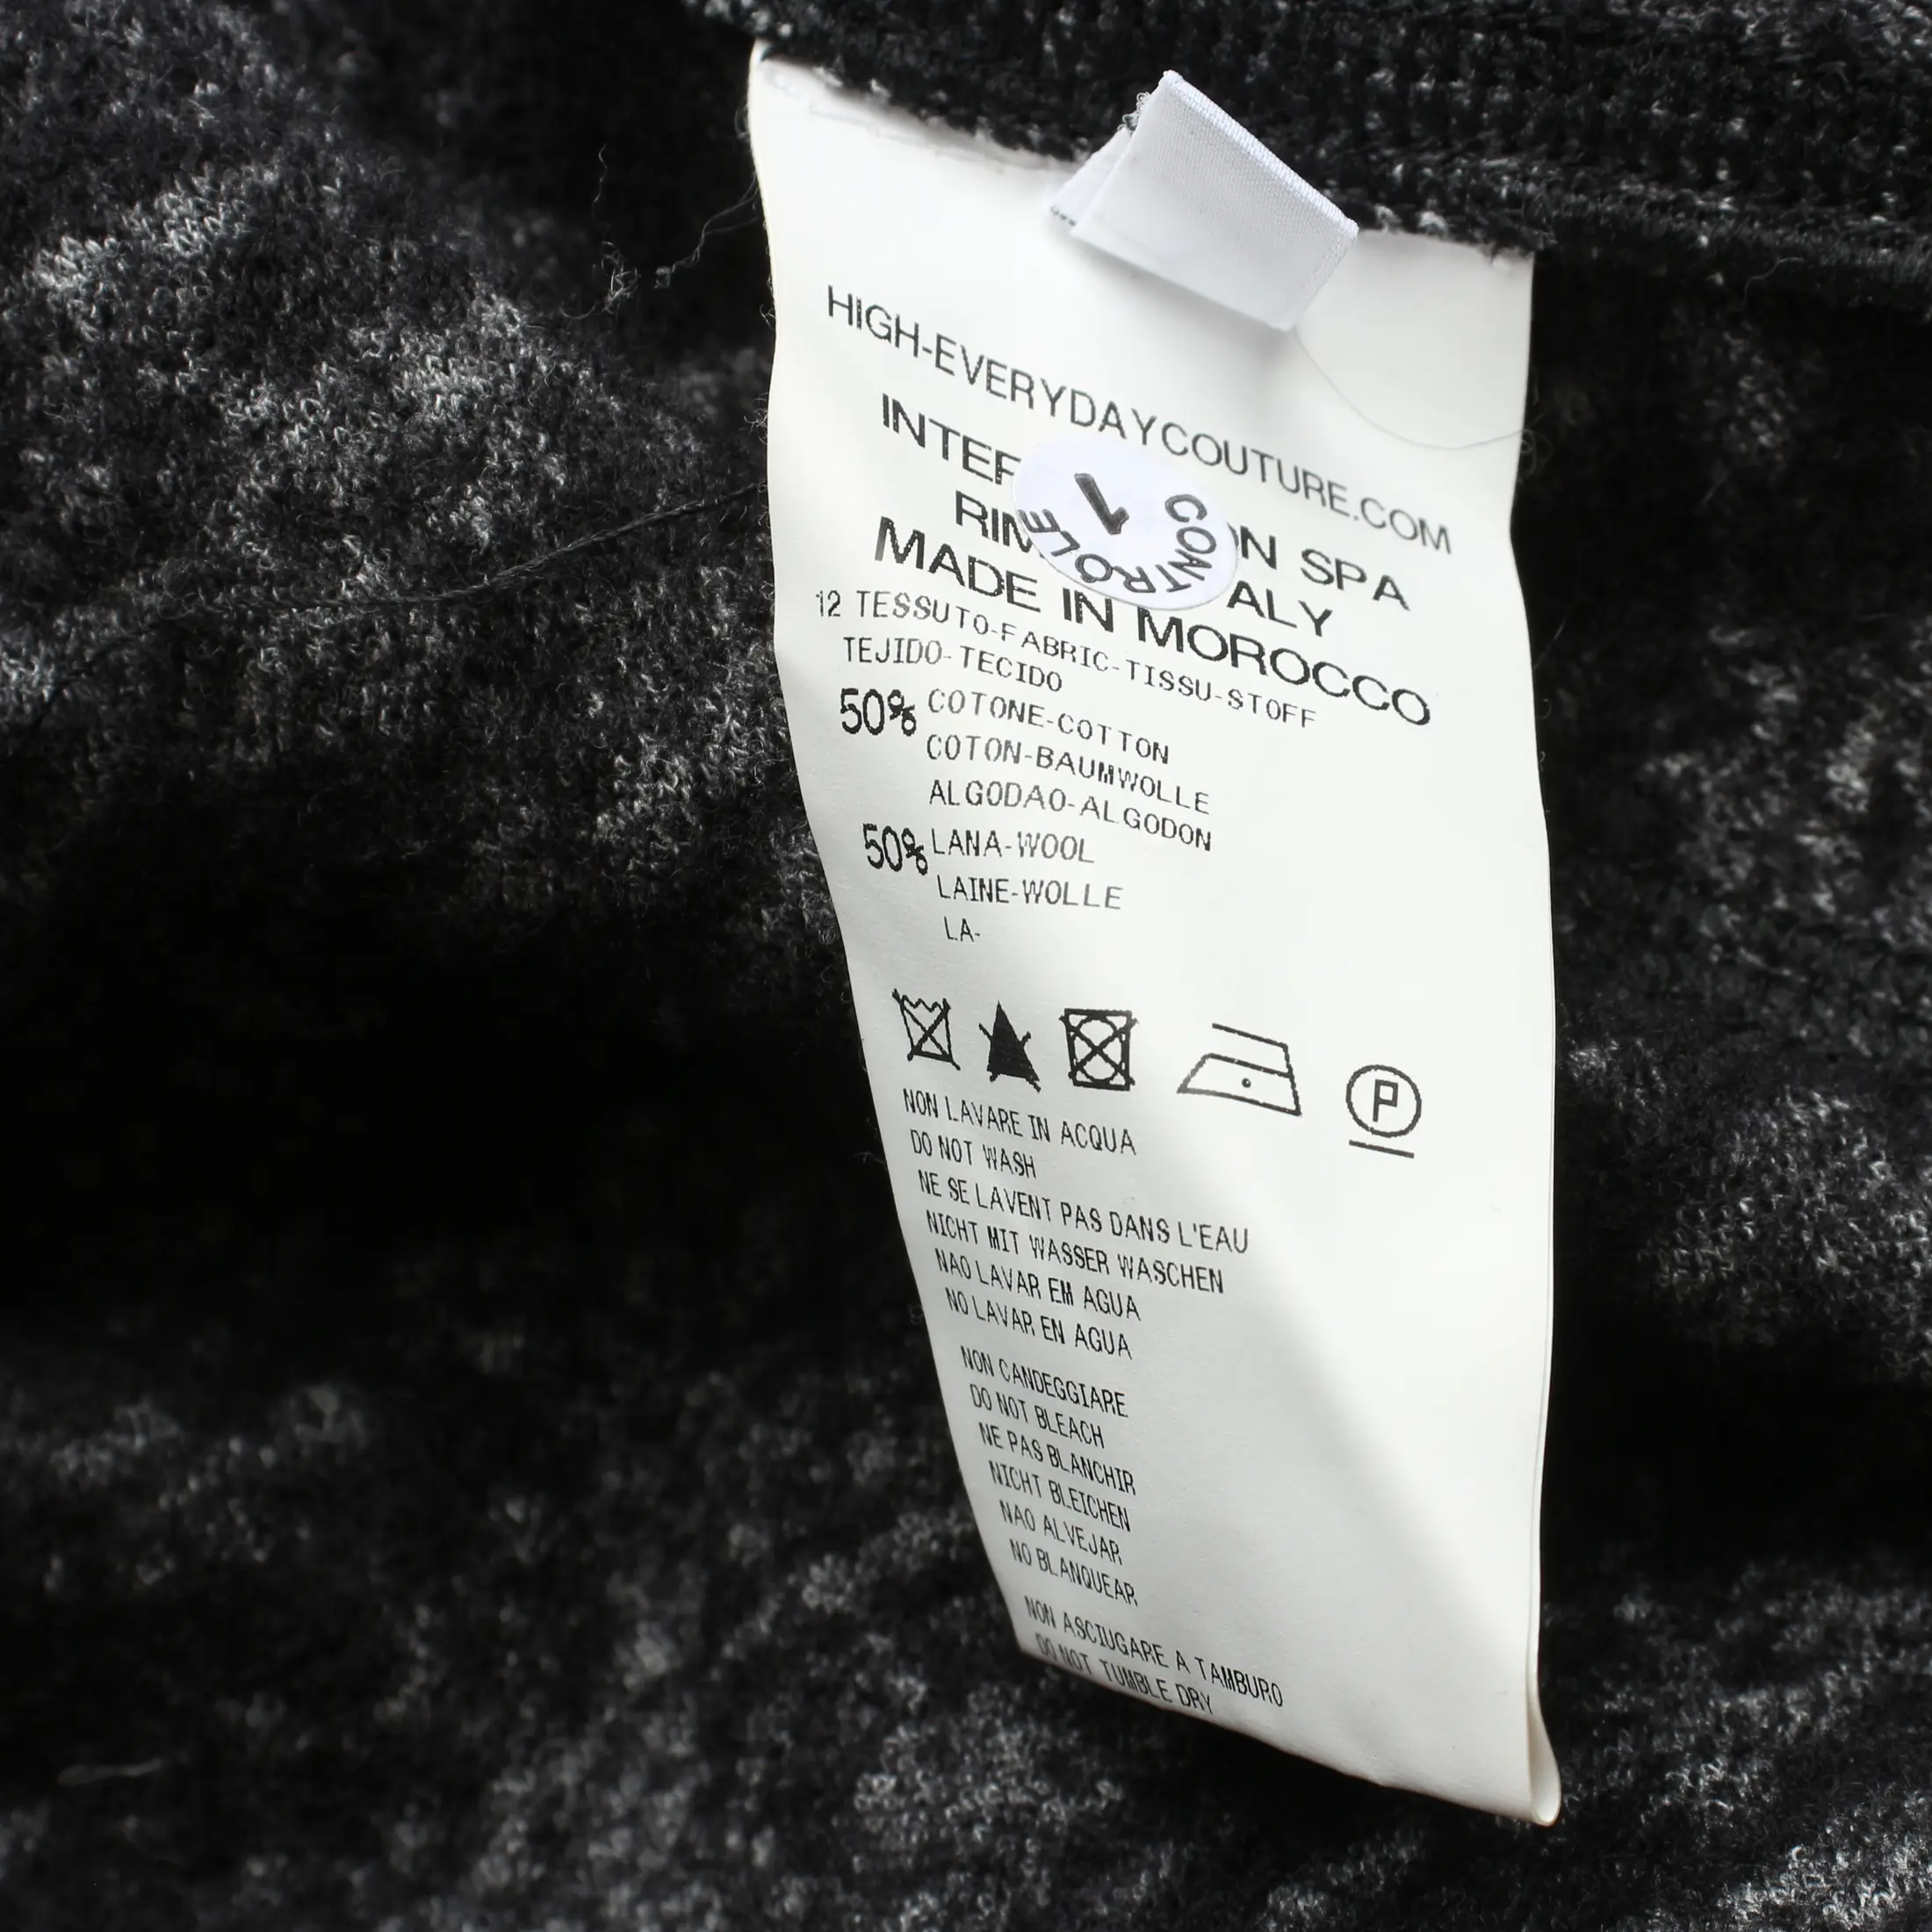 HIGH-EVERYDAYCOUTURE.COM
ON SPA
MADE IN MOROCCO
CONTROLE
1
12 TESSUTO-FABRIC-TISSU-STOFF
TEJIDO-TECIDO
50% COTONE-COTTON
COTON-BAUMWOLLE
ALGODAO-ALGODON
50% LANA-WOOL
LAINE-WOLLE
LA-
P
NON LAVARE IN ACQUA
DO NOT WASH
NE SE LAVENT PAS DANS L'EAU
NICHT MIT WASSER WASCHEN
NAO LAVAR EM AGUA
NO LAVAR EN AGUA
NON CANDEGGIARE
DO NOT BLEACH
NE PAS BLANCHIR
NICHT BLEICHEN
NAO ALVEJAR
NO BLANQUEAR
NON ASCIUGARE A TAMBURO
DO NOT TUMBLE DRY